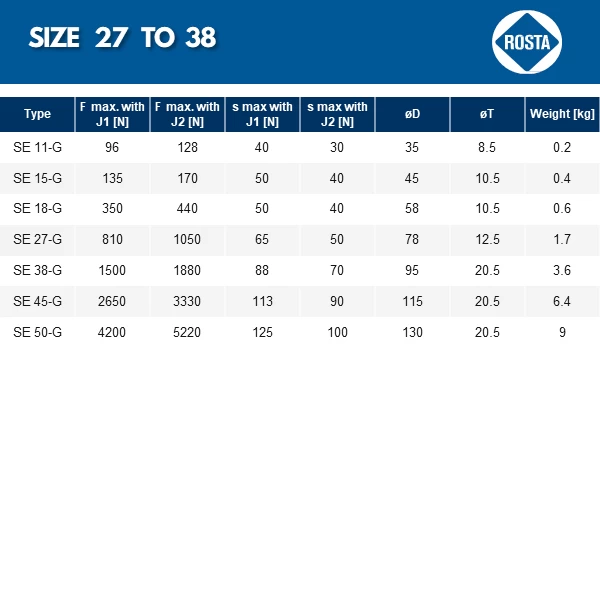 SIZE 27 TO 38
ROSTA
Type F max. with J1 [N] F max. with J2 [N] s max with J1 [N] s max with J2 [N] øD øT Weight [kg]
SE 11-G 96 128 40 30 35 8.5 0.2
SE 15-G 135 170 50 40 45 10.5 0.4
SE 18-G 350 440 50 40 58 10.5 0.6
SE 27-G 810 1050 65 50 78 12.5 1.7
SE 38-G 1500 1880 88 70 95 20.5 3.6
SE 45-G 2650 3330 113 90 115 20.5 6.4
SE 50-G 4200 5220 125 100 130 20.5 9